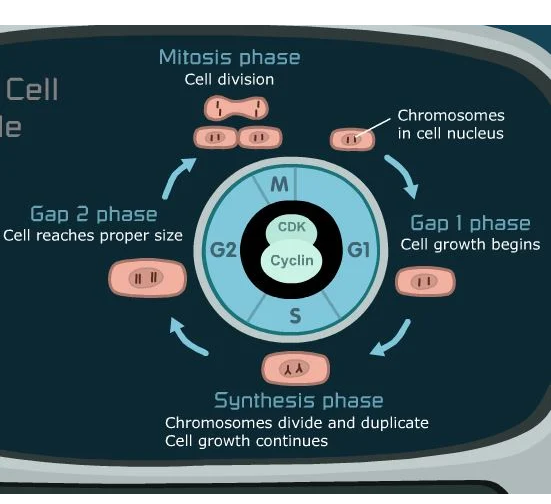 Cell
le
Mitosis phase
Cell division
Chromosomes
in cell nucleus
Gap 2 phase
Cell reaches proper size
Gap 1 phase
Cell growth begins
M
G2
CDK
Cyclin
G1
S
Synthesis phase
Chromosomes divide and duplicate
Cell growth continues